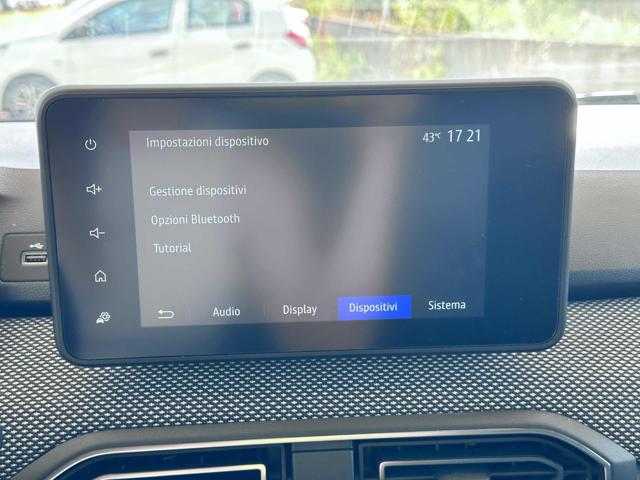 Impostazioni dispositivo
43°C 17 21
Gestione dispositivi
Opzioni Bluetooth
Tutorial
Audio
Display
Dispositivi
Sistema